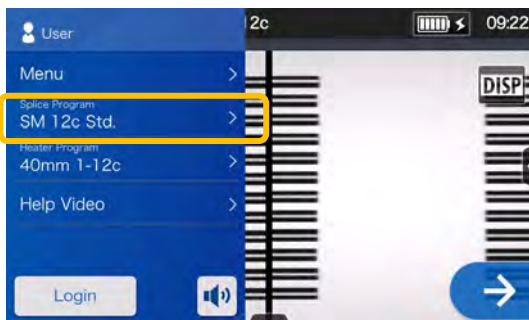 User
12c
09:22
Menu
DISP
Splice Program
SM 12c Std.
Heater Program
40mm 1-12c
Help Video
Login